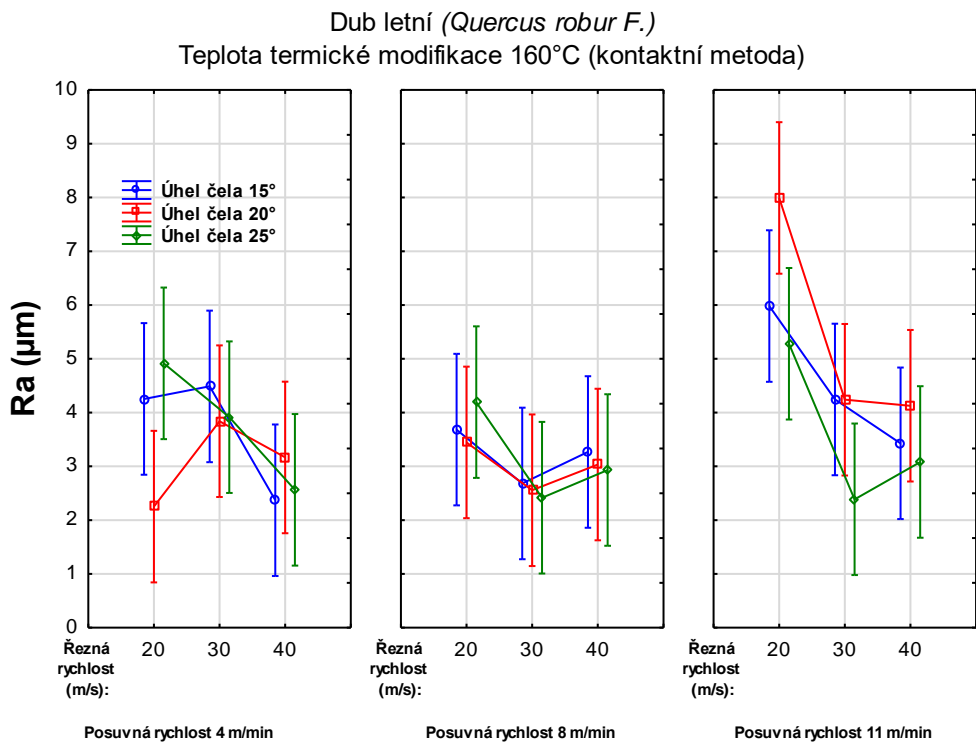 Dub letní (Quercus robur F.)
Teplota termické modifikace 160°C (kontaktní metoda)
Ra (µm)
10
9
8
7
6
5
4
3
2
1
0
Úhel čela 15°
Úhel čela 20°
Úhel čela 25°
Řezná
rychlost
(m/s):
20 30 40
Posuvná rychlost 4 m/min
Řezná
rychlost
(m/s):
20 30 40
Posuvná rychlost 8 m/min
Řezná
rychlost
(m/s):
20 30 40
Posuvná rychlost 11 m/min